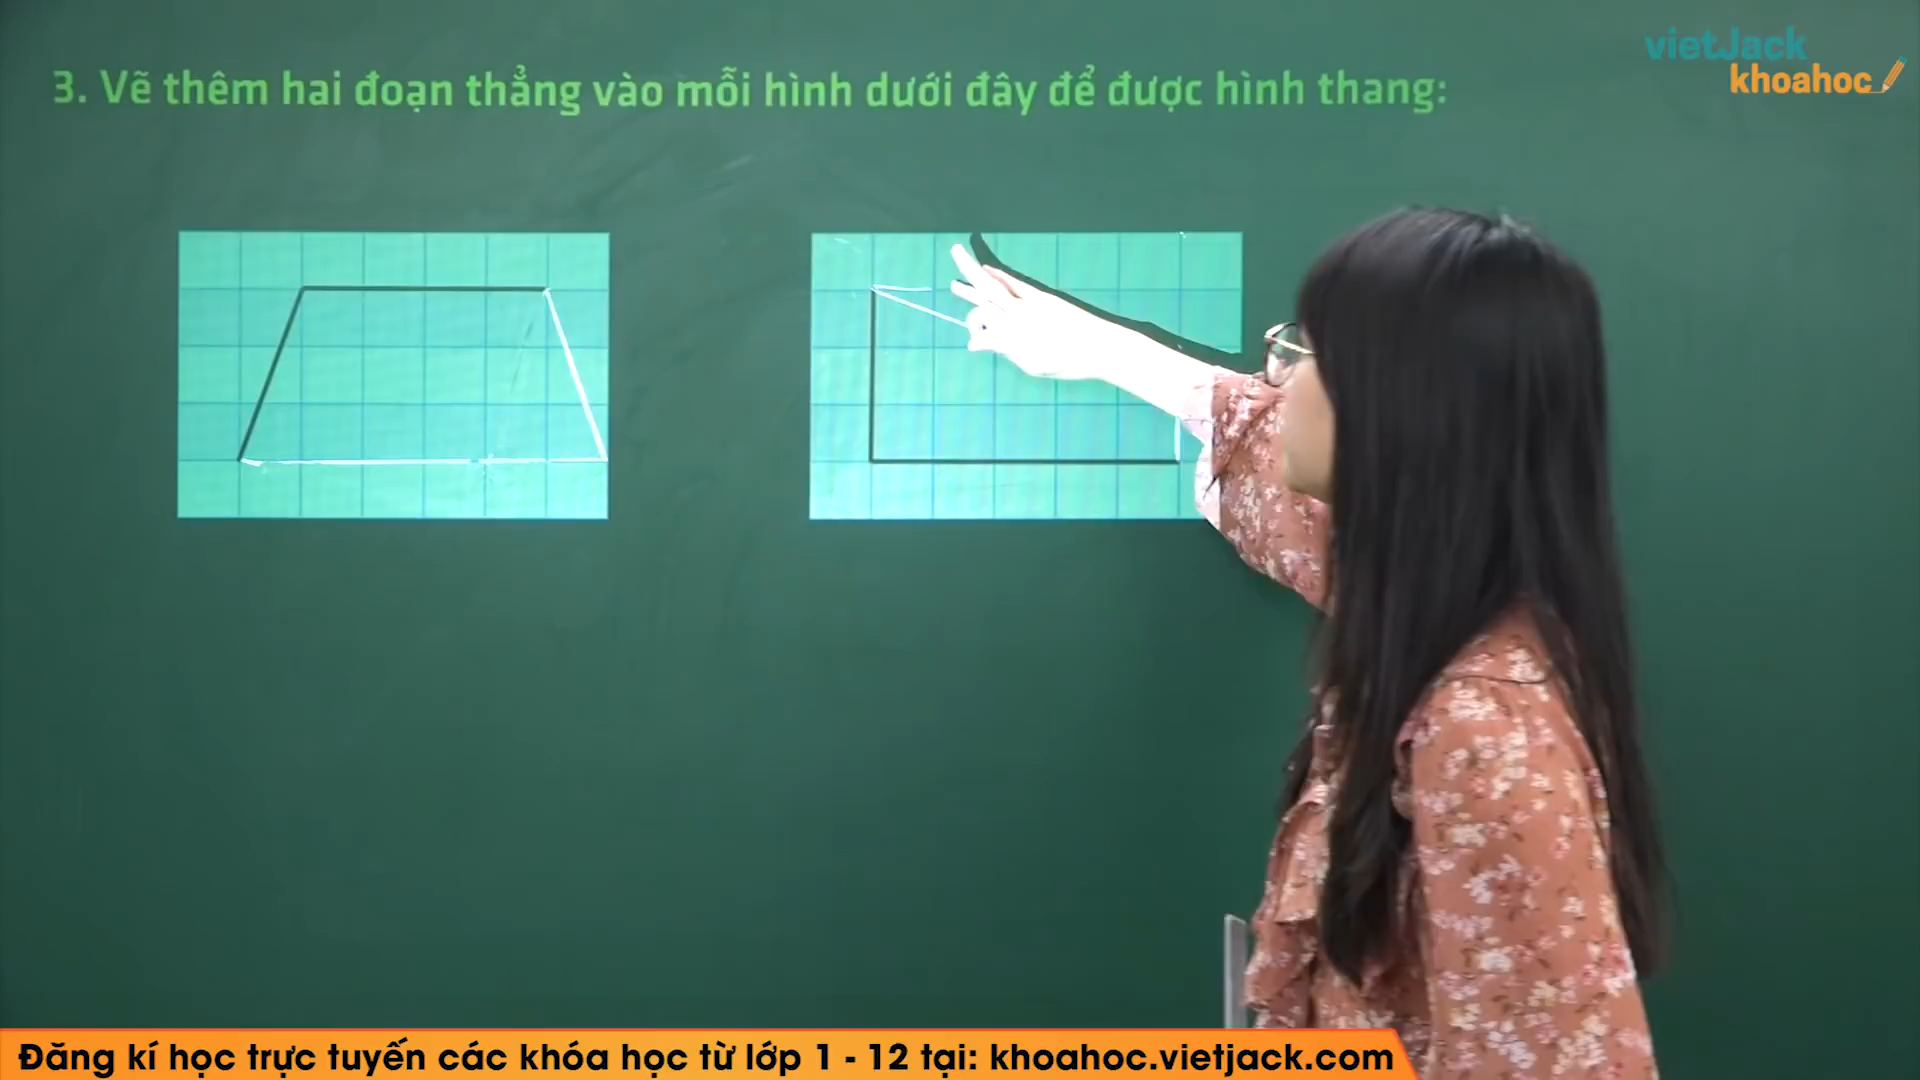 vietJack
khoahoc
3. Vẽ thêm hai đoạn thẳng vào mỗi hình dưới đây để được hình thang:
Đăng kí học trực tuyến các khóa học từ lớp 1 - 12 tại: khoahoc.vietjack.com